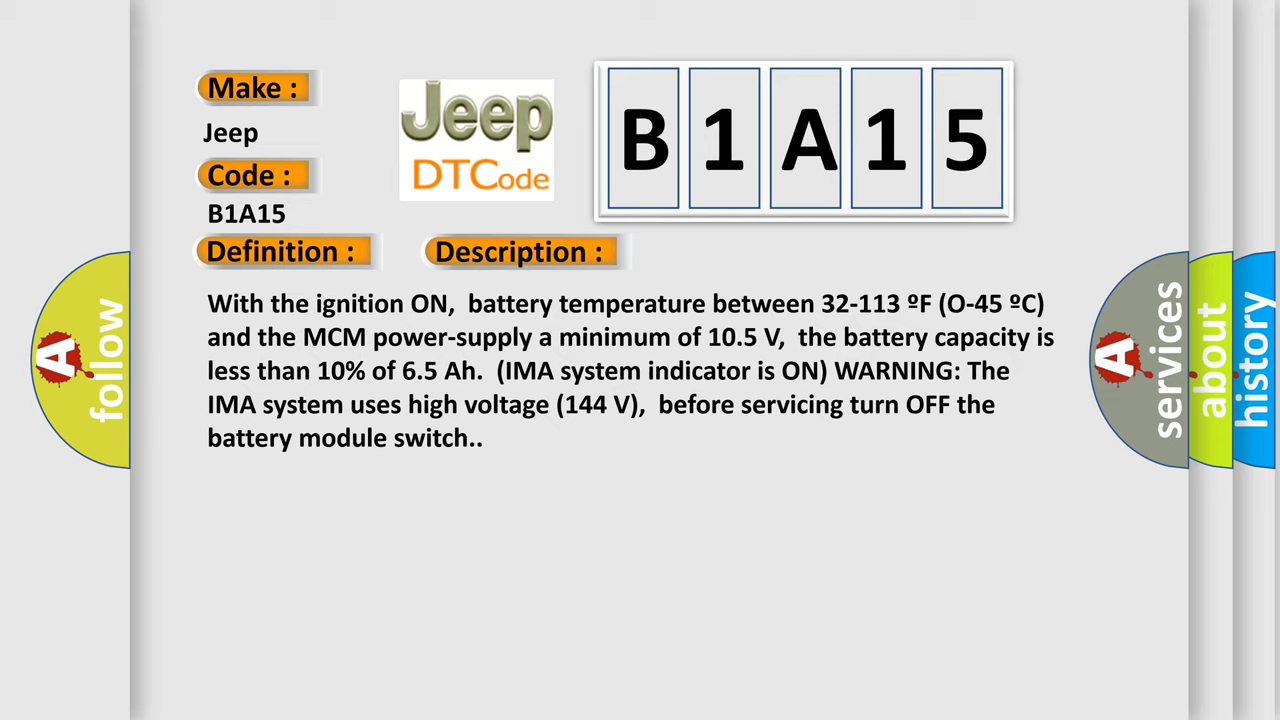 Make :
Jeep
Code :
B1A15
Jeep
DTCode
B1A15
Definition :
Description :
With the ignition ON, battery temperature between 32-113 ºF (O-45 ºC)
and the MCM power-supply a minimum of 10.5 V, the battery capacity is
less than 10% of 6.5 Ah. (IMA system indicator is ON) WARNING: The
IMA system uses high voltage (144 V), before servicing turn OFF the
battery module switch..
A
follow
A
services
about
history